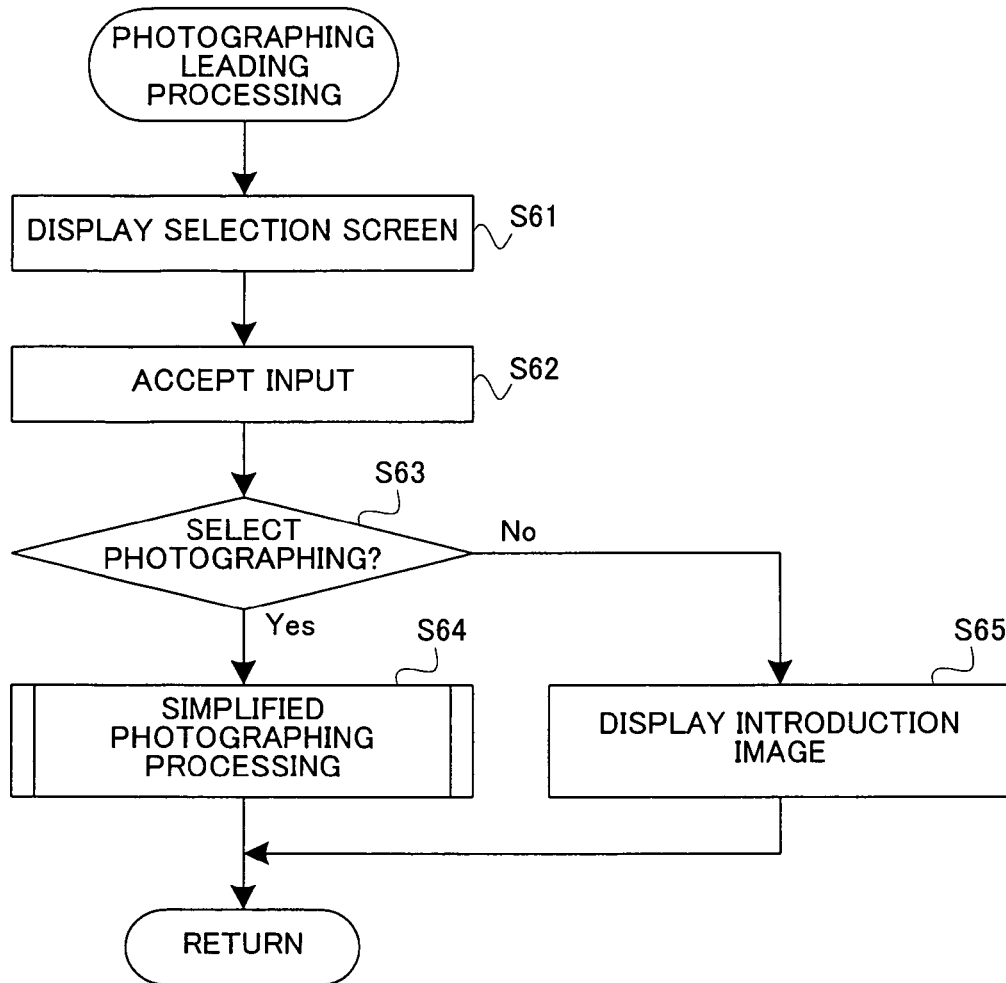 PHOTOGRAPHING
LEADING
PROCESSING
DISPLAY SELECTION SCREEN
S61
ACCEPT INPUT
S62
S63
SELECT
PHOTOGRAPHING?
No
Yes
S64
SIMPLIFIED
PHOTOGRAPHING
PROCESSING
S65
DISPLAY INTRODUCTION
IMAGE
RETURN